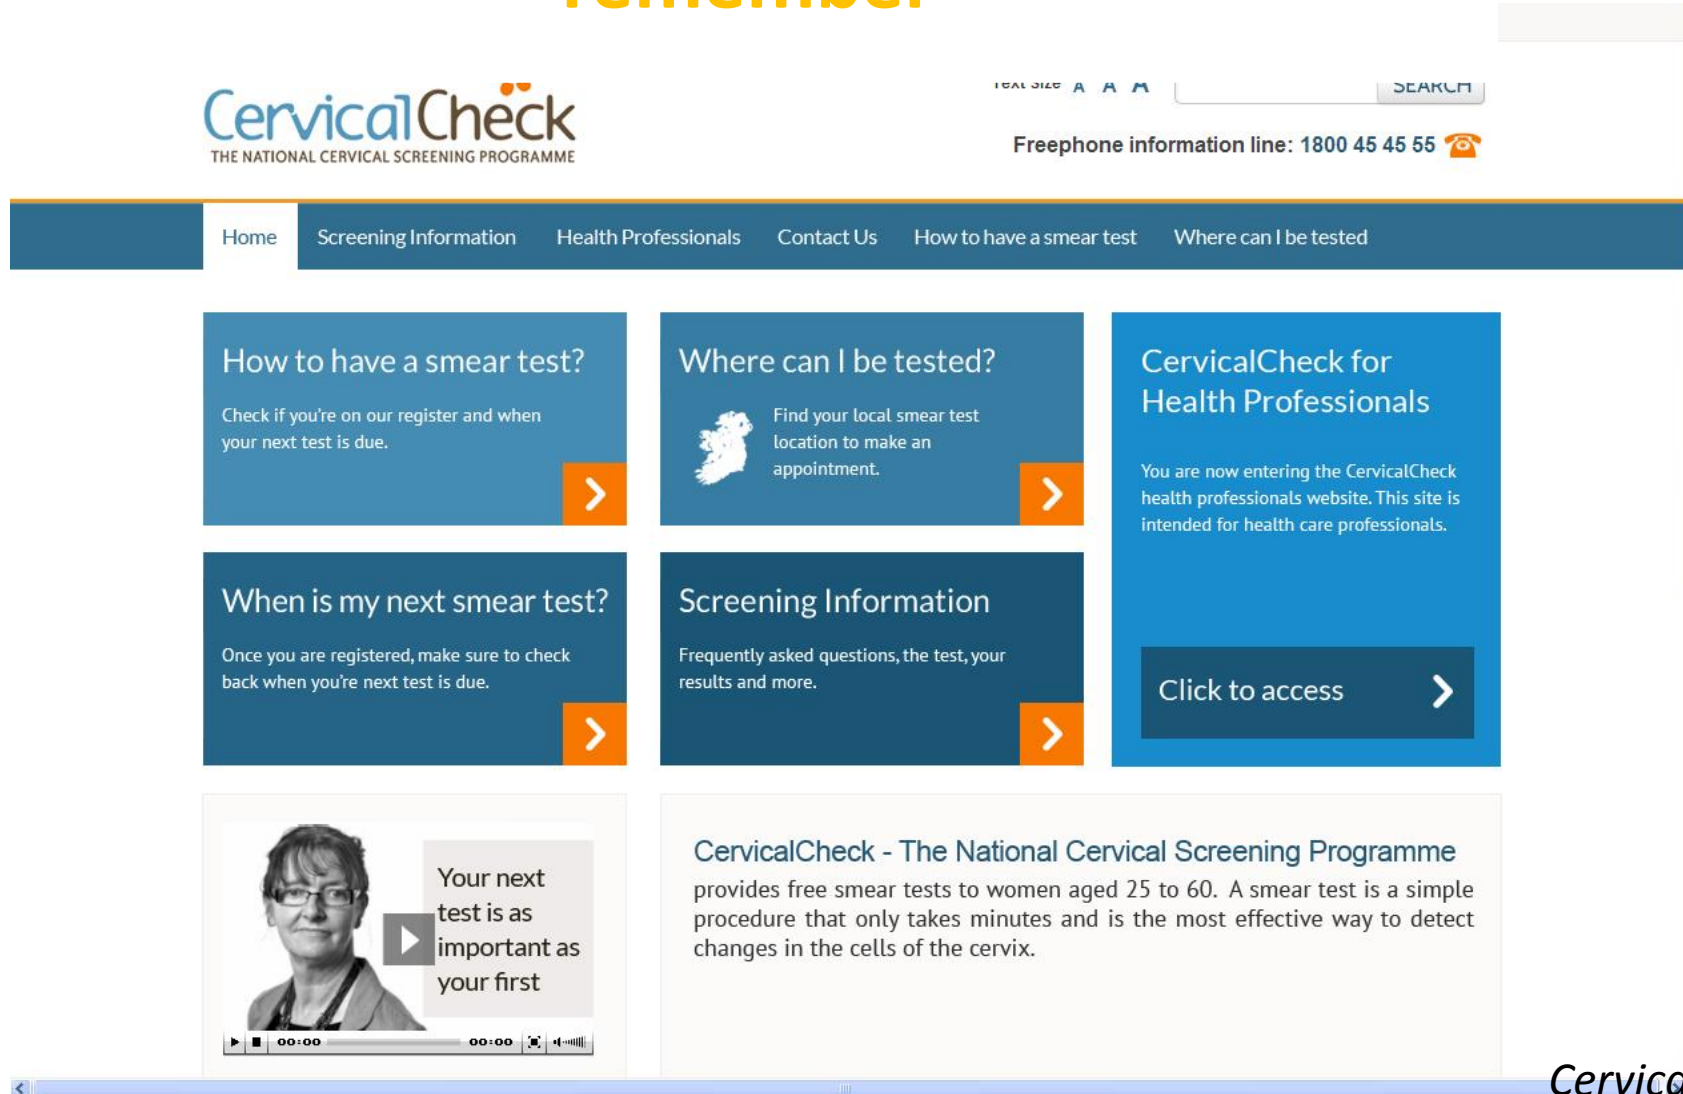 remember
Text Size A A A
SEARCH
CervicalCheck
THE NATIONAL CERVICAL SCREENING PROGRAMME
Freephone information line: 1800 45 45 55
Home Screening Information Health Professionals Contact Us How to have a smear test Where can I be tested
How to have a smear test?
Check if you're on our register and when
your next test is due.
Where can I be tested?
Find your local smear test
location to make an
appointment.
CervicalCheck for
Health Professionals
You are now entering the CervicalCheck
health professionals website. This site is
intended for health care professionals.
Click to access
When is my next smear test?
Once you are registered, make sure to check
back when you're next test is due.
Screening Information
Frequently asked questions, the test, your
results and more.
Your next
test is as
important as
your first
00:00 00:00
CervicalCheck - The National Cervical Screening Programme
provides free smear tests to women aged 25 to 60. A smear test is a simple
procedure that only takes minutes and is the most effective way to detect
changes in the cells of the cervix.